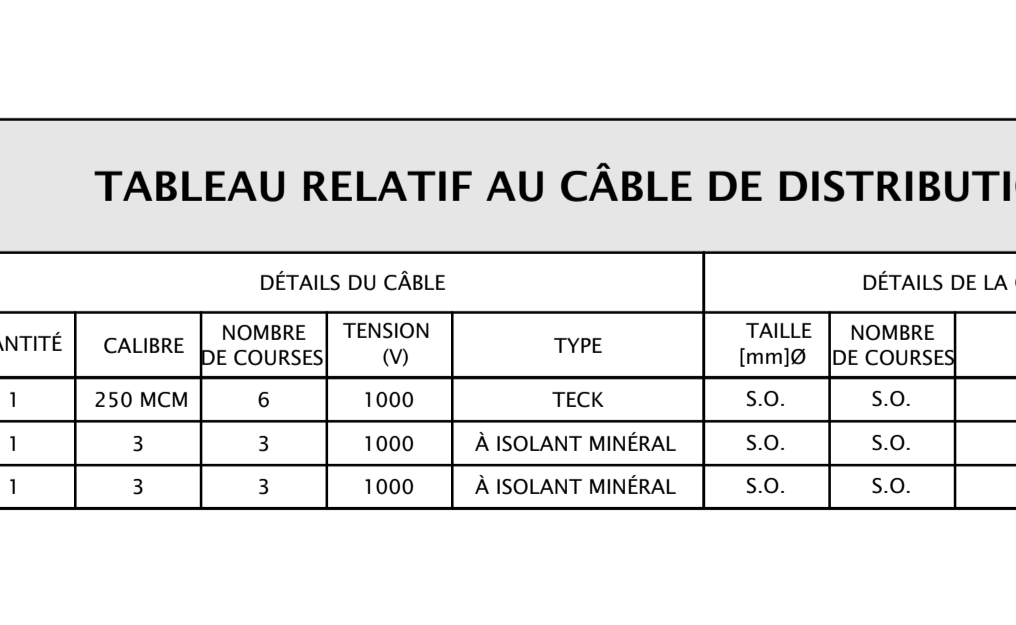 TABLEAU RELATIF AU CÂBLE DE DISTRIBUTI
DÉTAILS DU CÂBLE DÉTAILS DE LA
ANTITÉ CALIBRE NOMBRE DE COURSES TENSION (V) TYPE TAILLE [mm]Ø NOMBRE DE COURSES
1 250 MCM 6 1000 TECK S.O. S.O.
1 3 3 1000 À ISOLANT MINÉRAL S.O. S.O.
1 3 3 1000 À ISOLANT MINÉRAL S.O. S.O.